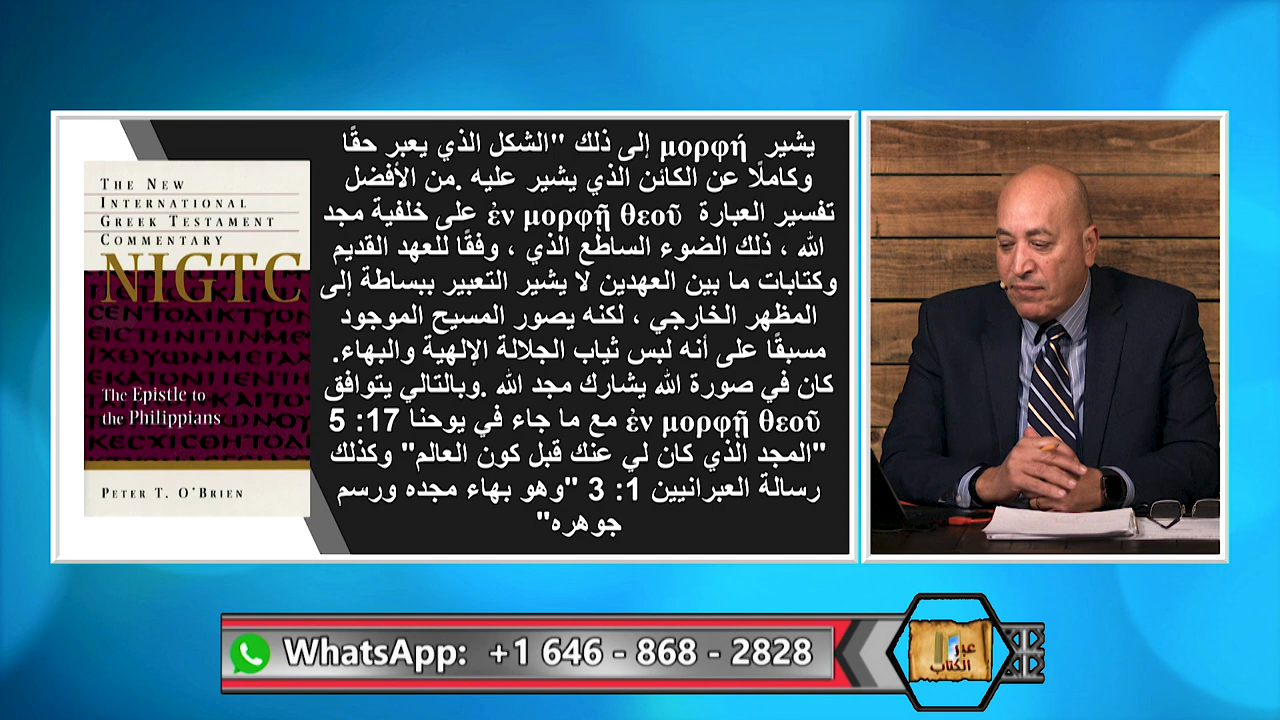 THE NEW
INTERNATIONAL
GREEK TESTAMENT
COMMENTARY
NIGTC
The Epistle to
the Philippians
PETER T. O'BRIEN
يشير μορφή إلى ذلك "الشكل الذي يعبر حقًا
وكاملًا عن الكائن الذي يشير عليه .من الأفضل
تفسير العبارة ἐν μορφῇ θεοῦ على خلفية مجد
الله ، ذلك الضوء الساطع الذي ، وفقًا للعهد القديم
وكتابات ما بين العهدين لا يشير التعبير ببساطة إلى
المظهر الخارجي ، لكنه يصور المسيح الموجود
مسبقًا على أنه لبس ثياب الجلالة الإلهية والبهاء.
كان في صورة الله يشارك مجد الله .وبالتالي يتوافق
ἐν μορφῇ θεοῦ مع ما جاء في يوحنا 17: 5
"المجد الذي كان لي عنك قبل كون العالم" وكذلك
رسالة العبرانيين 1: 3 "وهو بهاء مجده ورسم
جوهره"
WhatsApp: +1 646 - 868 - 2828
عبر
الكتاب